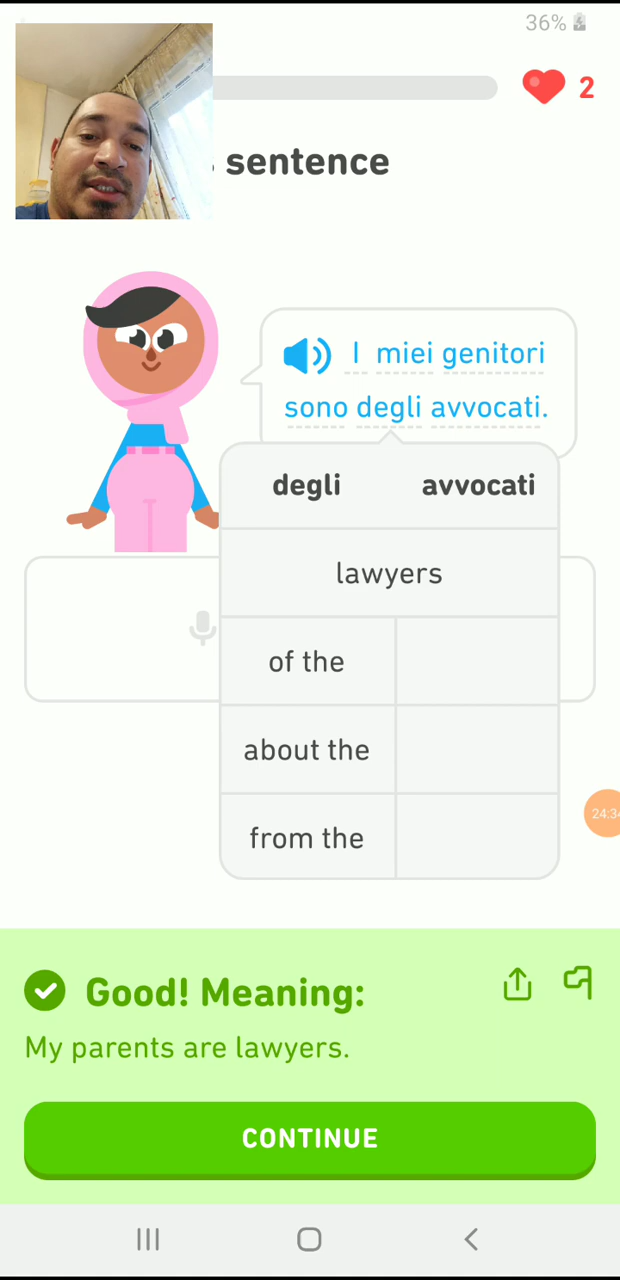 36%
2
sentence
I miei genitori
sono degli avvocati.
degli avvocati
lawyers
of the
about the
from the
24:3
Good! Meaning:
My parents are lawyers.
CONTINUE